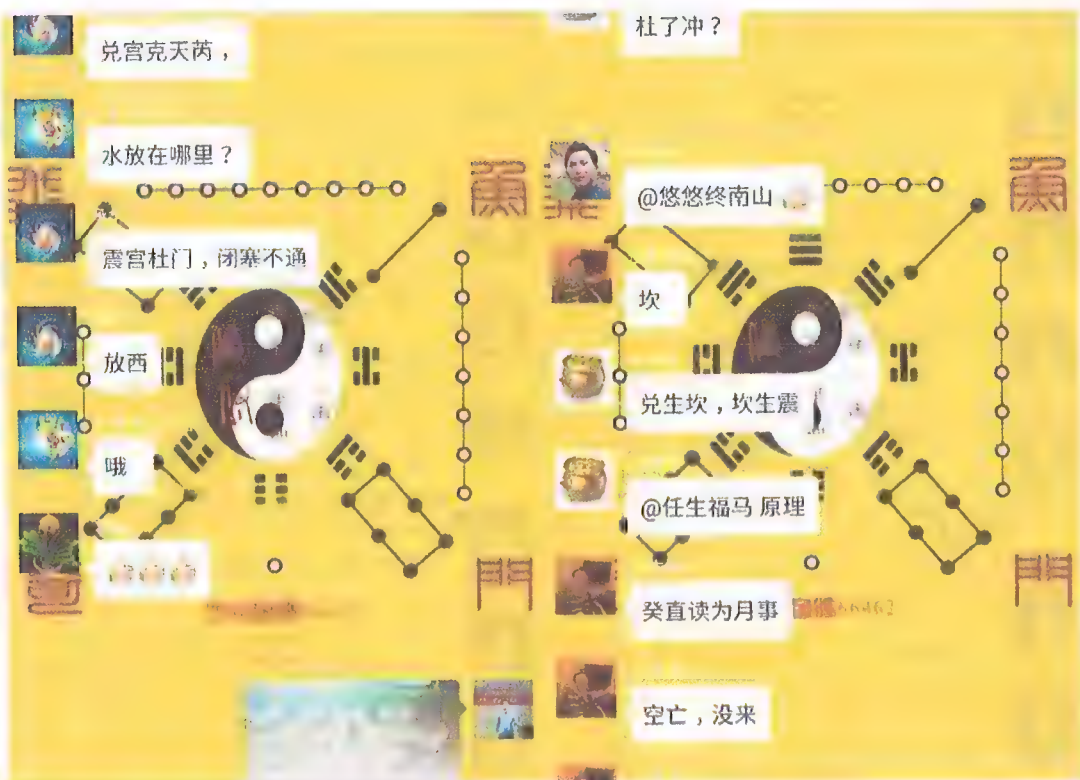 兑宫克天芮，
水放在哪里？
震宫杜门，闭塞不通
放西
哦
門
杜了冲？
@悠悠终南山
坎
兑生坎，坎生震
@任生福马 原理
癸直读为月事
空亡，没来
門